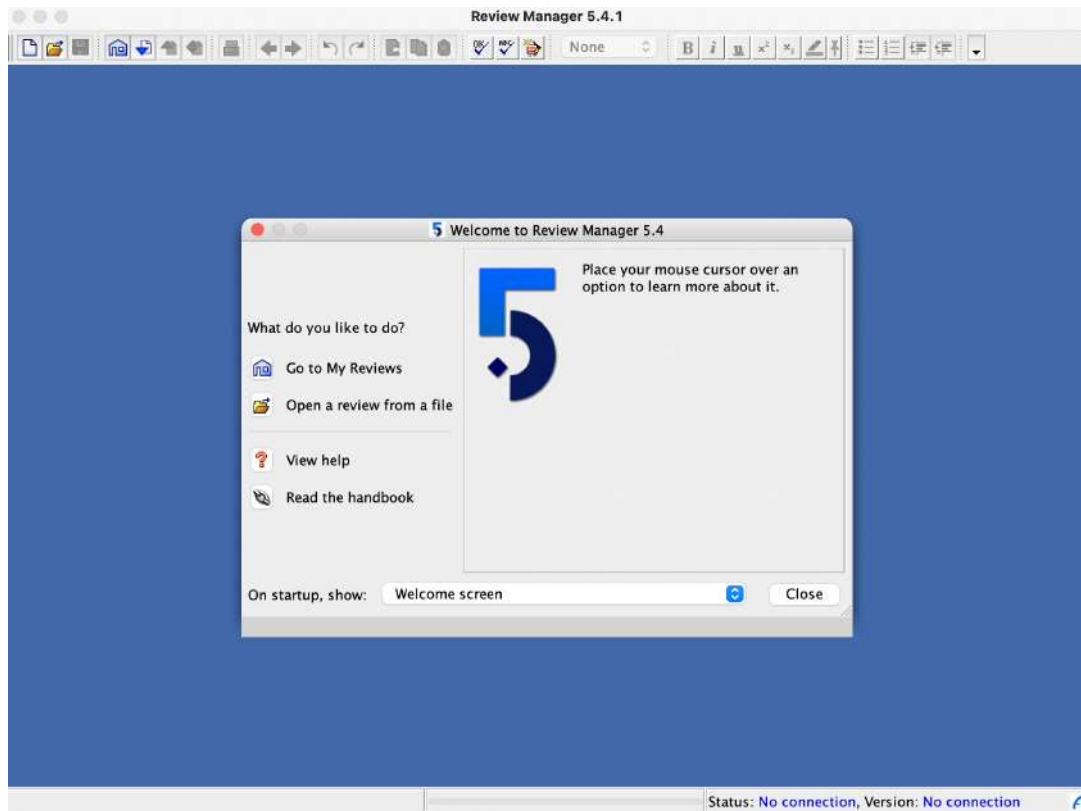 Review Manager 5.4.1
None
B i u x² x₂
5 Welcome to Review Manager 5.4
Place your mouse cursor over an
option to learn more about it.
What do you like to do?
Go to My Reviews
Open a review from a file
View help
Read the handbook
On startup, show: Welcome screen
Close
Status: No connection, Version: No connection